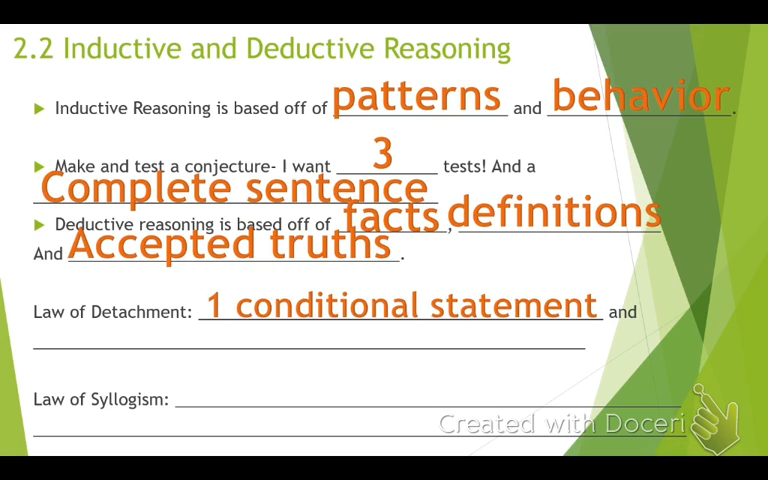 2.2 Inductive and Deductive Reasoning
Inductive Reasoning is based off of patterns and behavior.
Make and test a conjecture- I want 3 tests! And a
Complete sentence
Deductive reasoning is based off of facts, definitions
And Accepted truths.
Law of Detachment: 1 conditional statement and
Law of Syllogism:
Created with Doceri